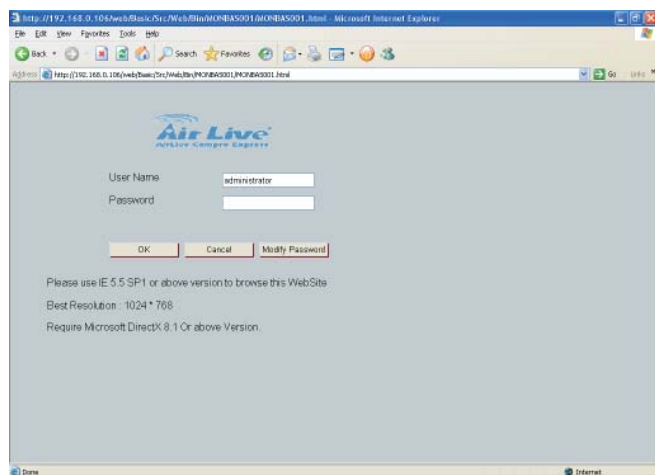 http://192.168.0.106/web/Basic/Src/Web/Bin/MONBAS001/MONBAS001.html - Microsoft Internet Explorer
File Edit View Favorites Tools Help
Back Search Favorites
Address http://192.168.0.106/web/Basic/Src/Web/Bin/MONBAS001/MONBAS001.html Go Links
Air Live
AirLive Compro Express
User Name administrator
Password
OK Cancel Modify Password
Please use IE 5.5 SP1 or above version to browse this WebSite
Best Resolution : 1024 * 768
Require Microsoft DirectX 8.1 Or above Version.
Done Internet